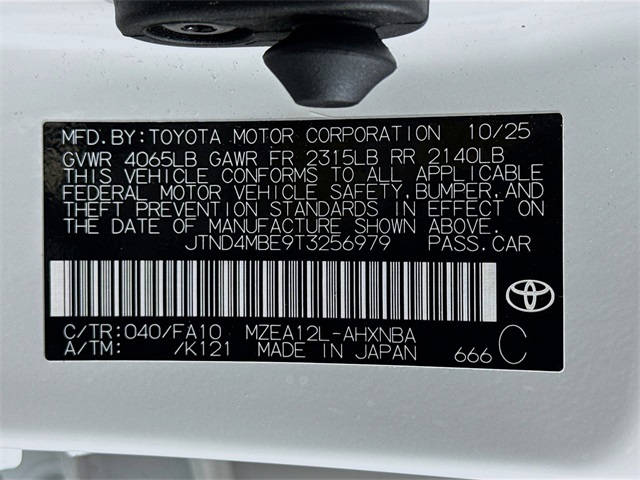 MFD.BY:TOYOTA MOTOR CORPORATION 10/25
GVWR 4065LB GAWR FR 2315LB RR 2140LB
THIS VEHICLE CONFORMS TO ALL APPLICABLE
FEDERAL MOTOR VEHICLE SAFETY, BUMPER, AND
THEFT PREVENTION STANDARDS IN EFFECT ON
THE DATE OF MANUFACTURE SHOWN ABOVE.
JTND4MBE9T3256979 PASS.CAR
C/TR:040/FA10 MZEA12L-AHXNBA
A/TM: /K121 MADE IN JAPAN 666 C